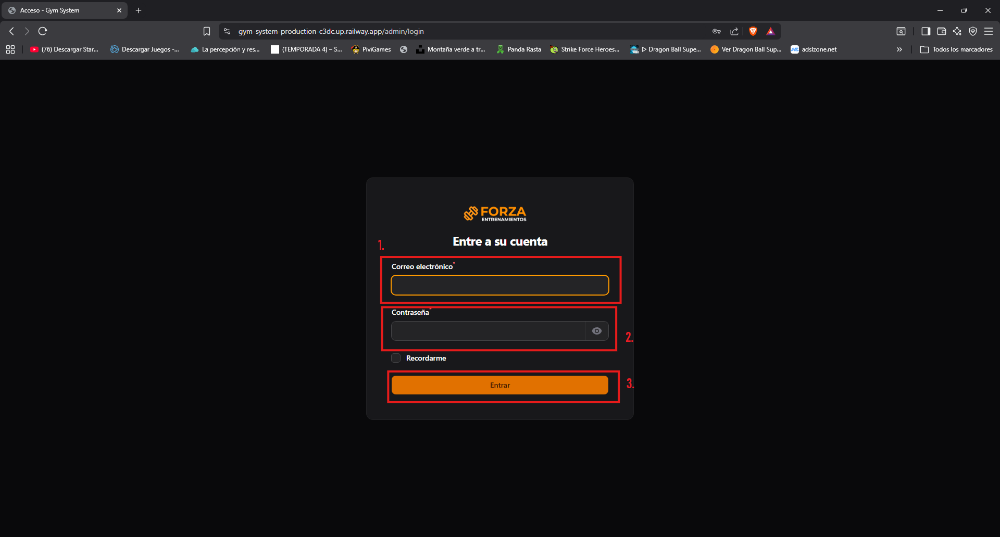 Acceso - Gym System
gym-system-production-c3dc.up.railway.app/admin/login
(76) Descargar Star...
Descargar Juegos -...
La percepción y res...
(TEMPORADA 4) – S...
PiviGames
Montaña verde a tr...
Panda Rasta
Strike Force Heroes...
▷ Dragon Ball Supe...
Ver Dragon Ball Sup...
adslzone.net
Todos los marcadores
FORZA
ENTRENAMIENTOS
Entre a su cuenta
1.
Correo electrónico*
Contraseña*
2.
Recordarme
Entrar
3.